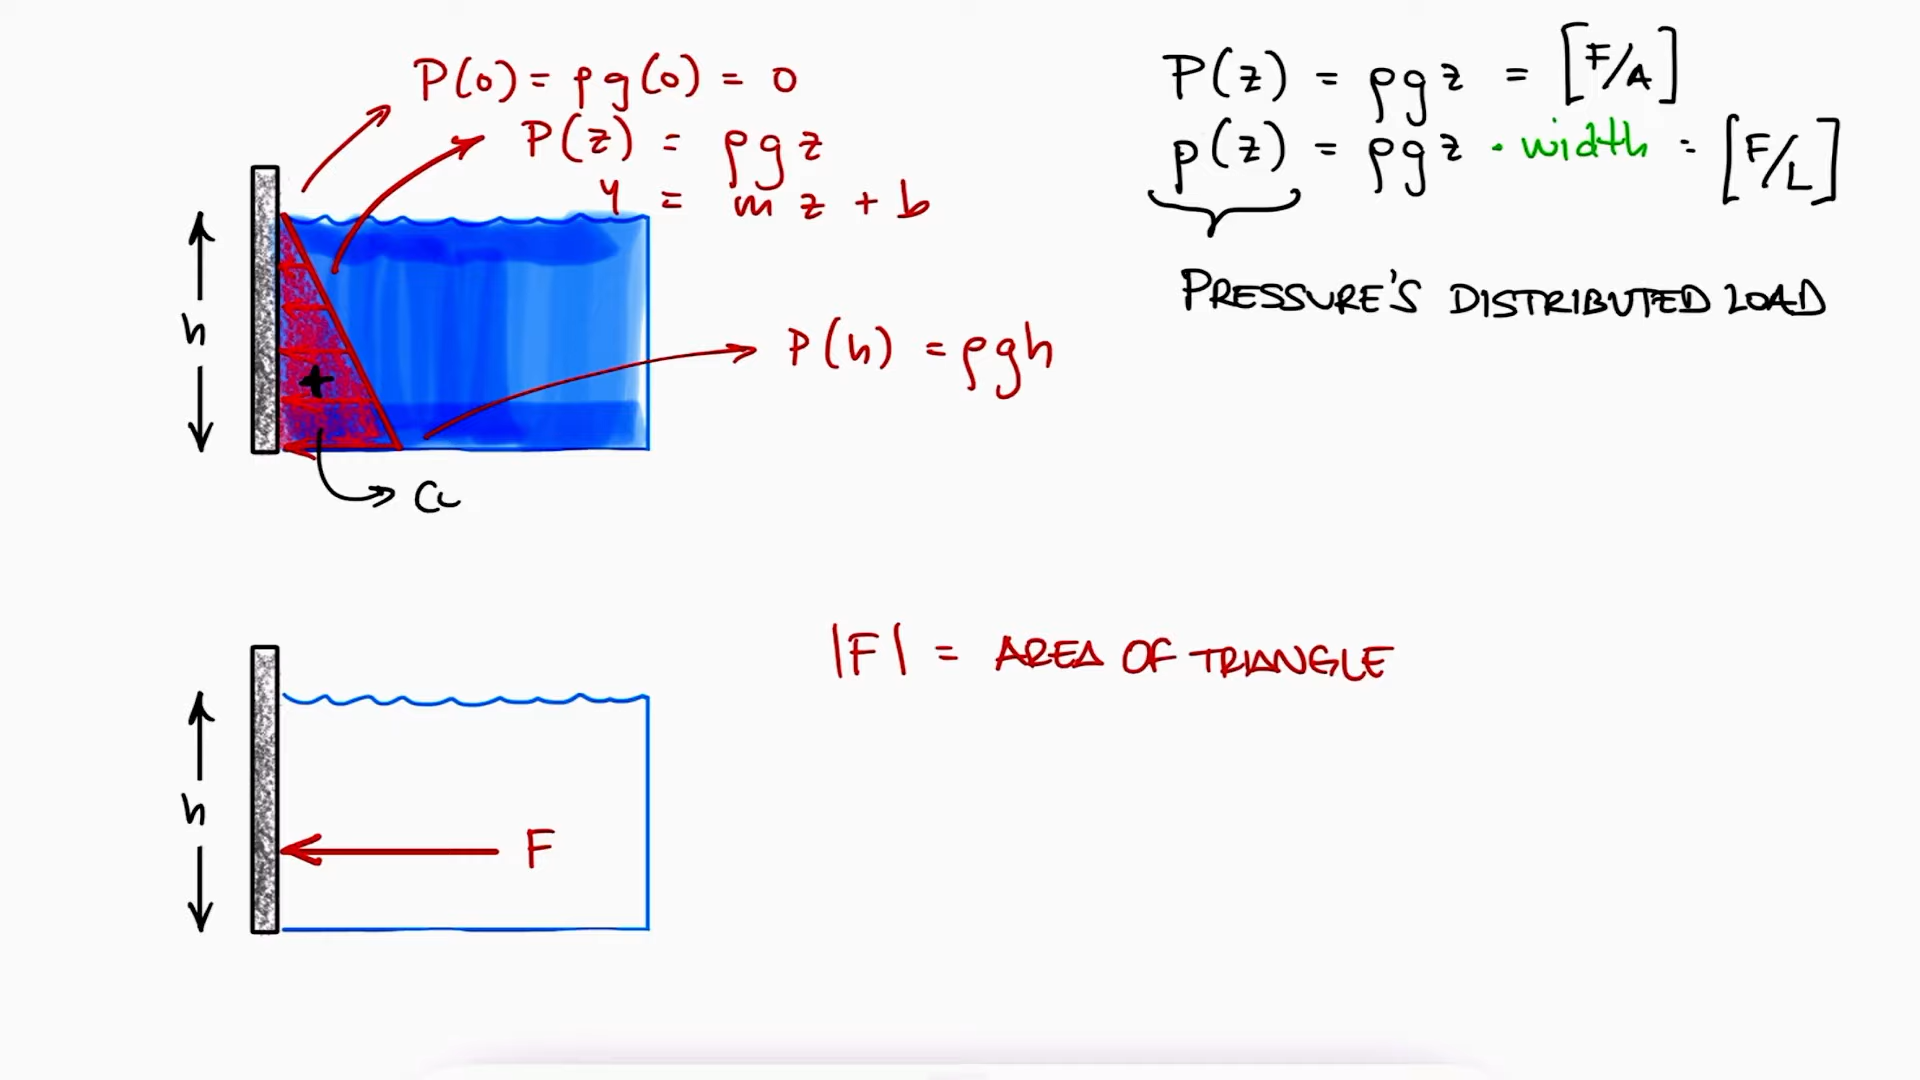 P(0) = ρg(0) = 0
P(z) = ρgz
y = mz + b
P(z) = ρgz = [F/A]
p(z) = ρgz · width = [F/L]
PRESSURE'S DISTRIBUTED LOAD
h
P(h) = ρgh
|F| = AREA OF TRIANGLE
h
F